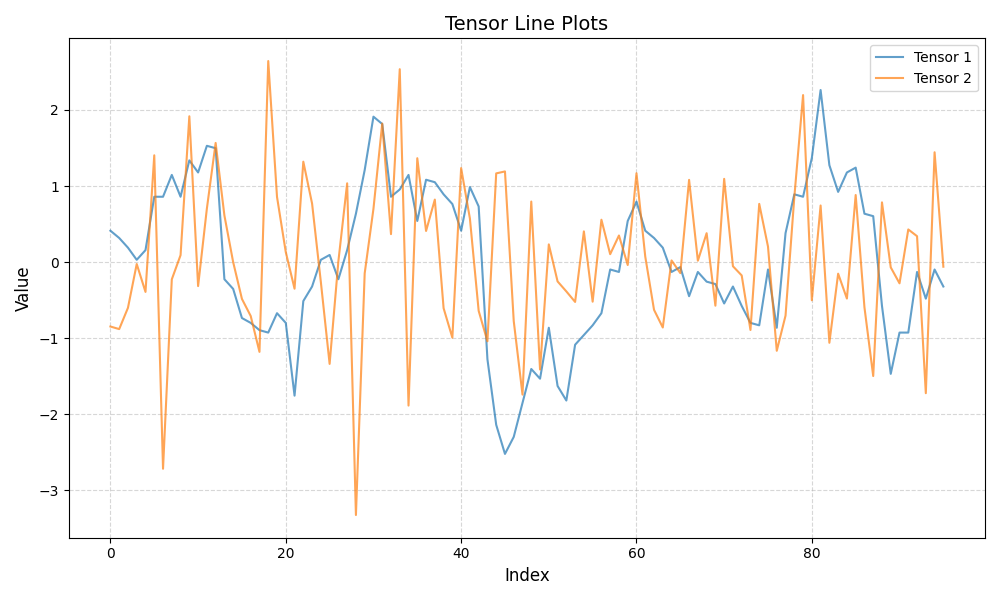 Tensor Line Plots
Tensor 1
Tensor 2
Value
2
1
0
−1
−2
−3
0
20
40
60
80
Index